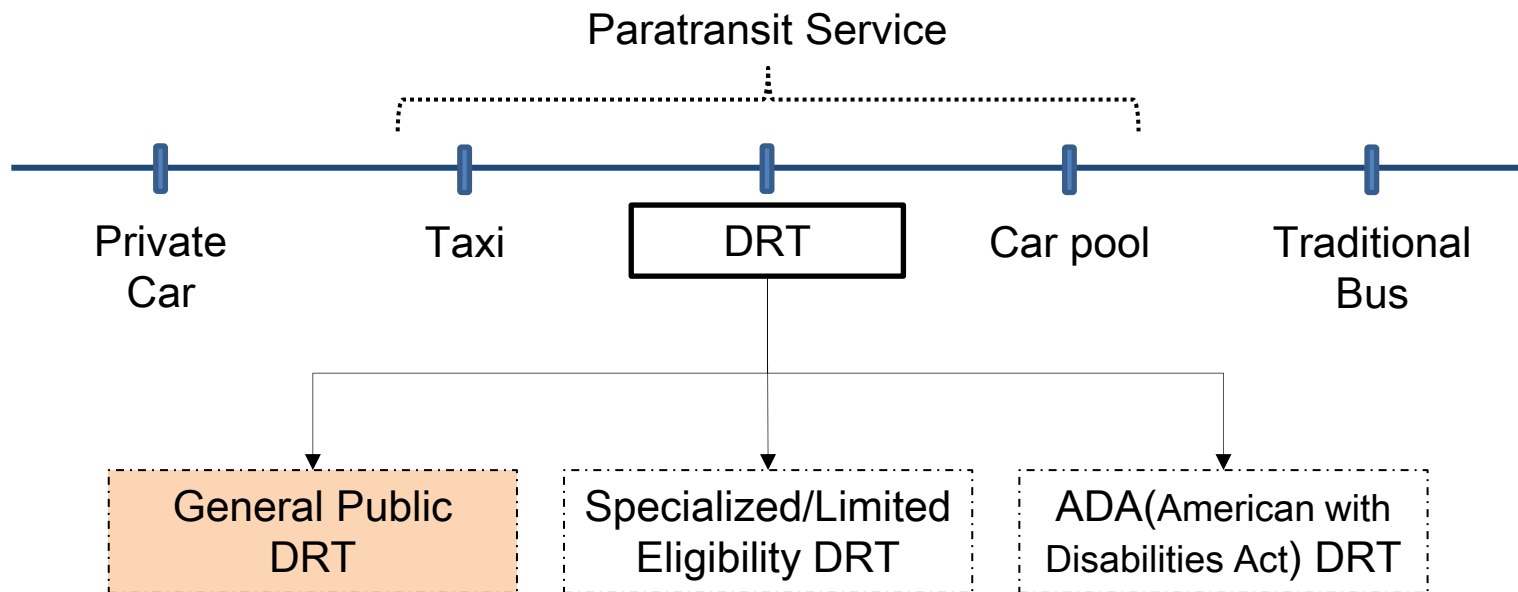 Paratransit Service
Private
Car
Taxi
DRT
Car pool
Traditional
Bus
General Public
DRT
Specialized/Limited
Eligibility DRT
ADA(American with
Disabilities Act) DRT